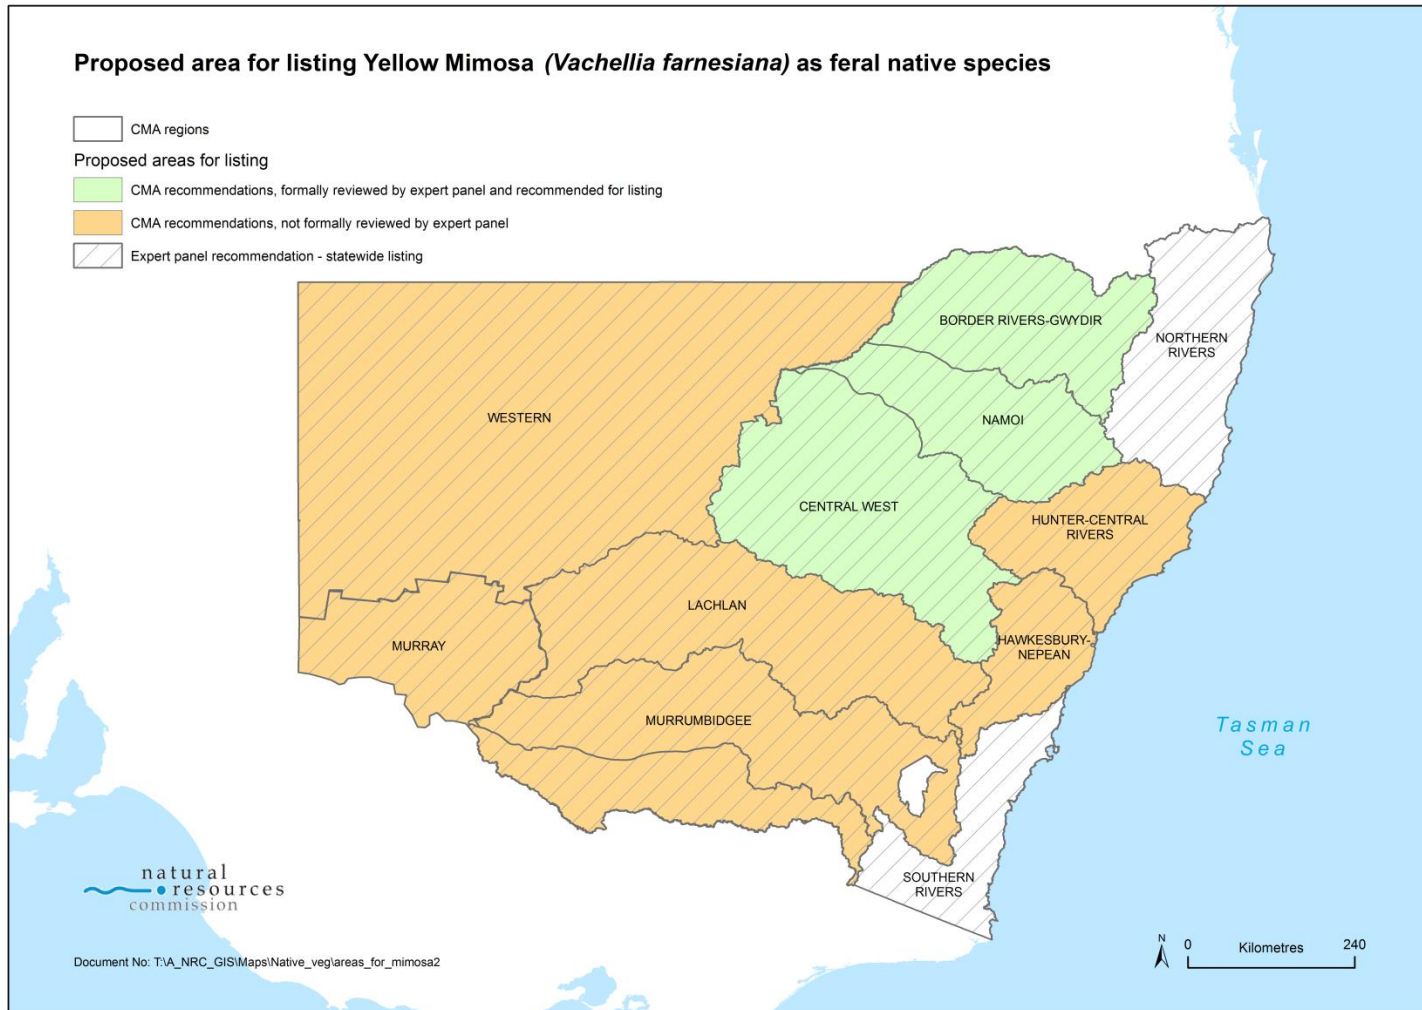 Proposed area for listing Yellow Mimosa (Vachellia farnesiana) as feral native species
CMA regions
Proposed areas for listing
CMA recommendations, formally reviewed by expert panel and recommended for listing
CMA recommendations, not formally reviewed by expert panel
Expert panel recommendation - statewide listing
BORDER RIVERS-GWYDIR
NORTHERN
RIVERS
WESTERN
NAMOI
CENTRAL WEST
HUNTER-CENTRAL
RIVERS
LACHLAN
MURRAY
HAWKESBURY-
NEPEAN
MURRUMBIDGEE
Tasman
Sea
SOUTHERN
RIVERS
natural
resources
commission
N
0 Kilometres 240
Document No: T:\A_NRC_GIS\Maps\Native_veg\areas_for_mimosa2